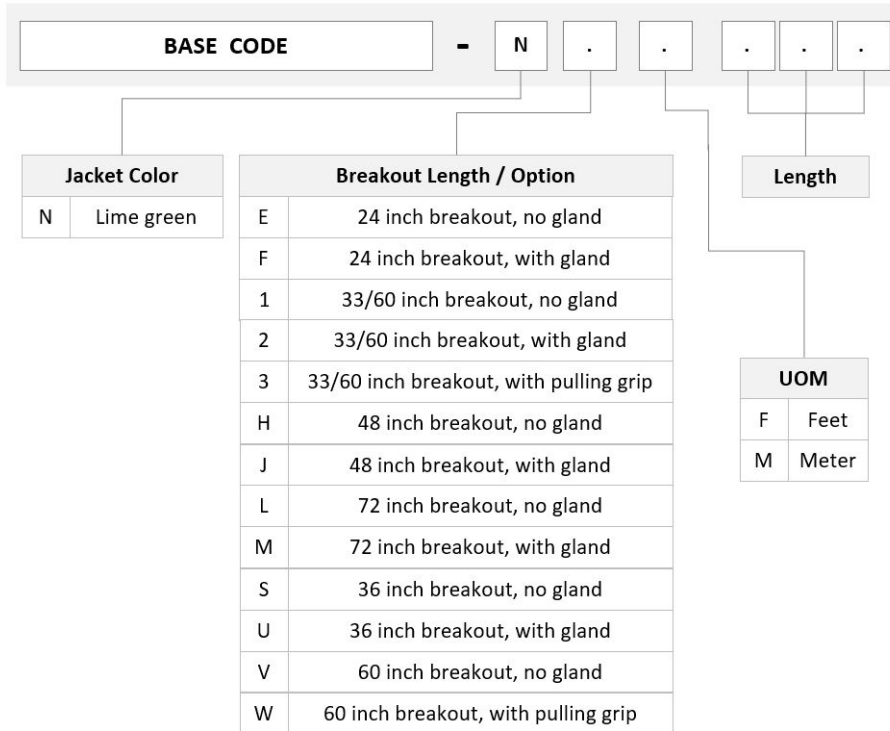 BASE CODE - N . . . . .
Jacket Color
N Lime green
Breakout Length / Option
E 24 inch breakout, no gland
F 24 inch breakout, with gland
1 33/60 inch breakout, no gland
2 33/60 inch breakout, with gland
3 33/60 inch breakout, with pulling grip
H 48 inch breakout, no gland
J 48 inch breakout, with gland
L 72 inch breakout, no gland
M 72 inch breakout, with gland
S 36 inch breakout, no gland
U 36 inch breakout, with gland
V 60 inch breakout, no gland
W 60 inch breakout, with pulling grip
Length
UOM
F Feet
M Meter